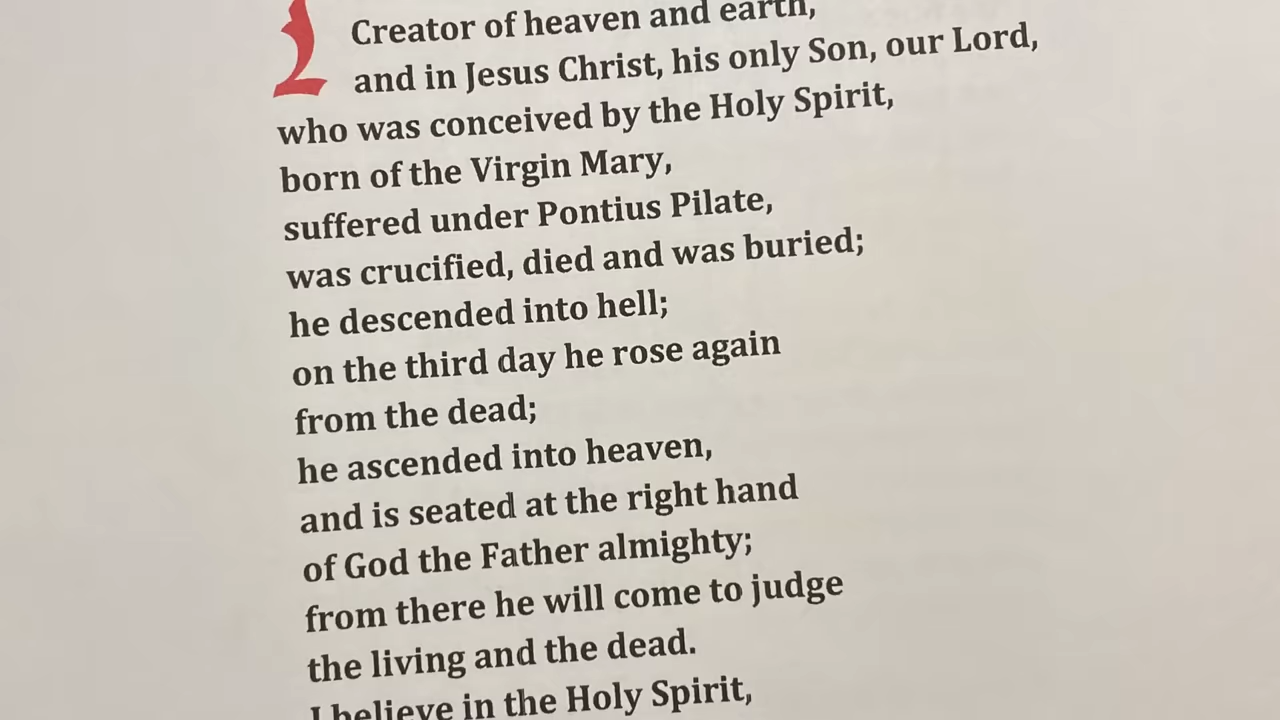 Creator of heaven and earth,
and in Jesus Christ, his only Son, our Lord,
who was conceived by the Holy Spirit,
born of the Virgin Mary,
suffered under Pontius Pilate,
was crucified, died and was buried;
he descended into hell;
on the third day he rose again
from the dead;
he ascended into heaven,
and is seated at the right hand
of God the Father almighty;
from there he will come to judge
the living and the dead.
I believe in the Holy Spirit,